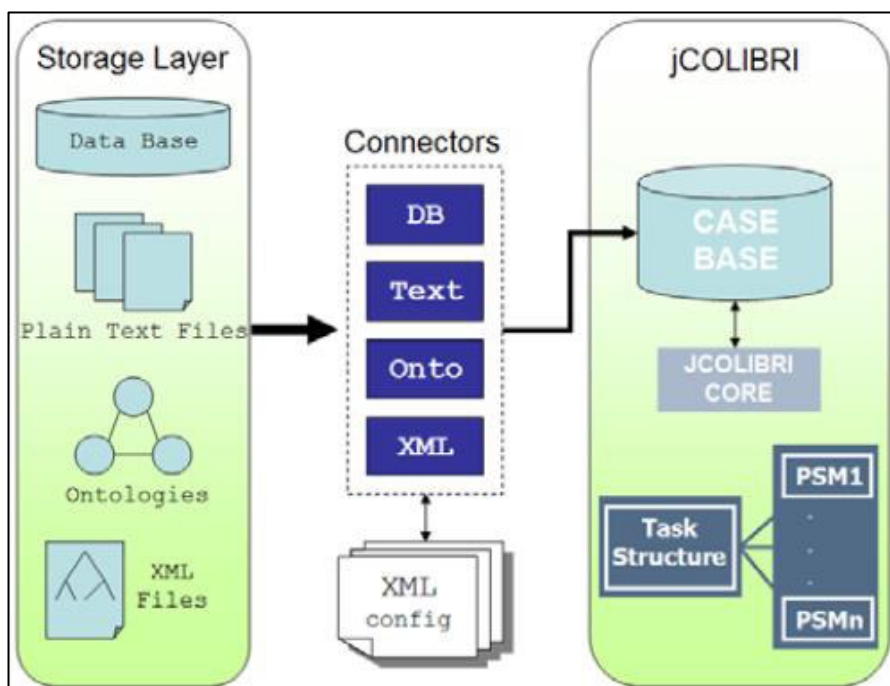 Storage Layer
Data Base
Plain Text Files
Ontologies
XML
Files
Connectors
DB
Text
Onto
XML
XML
config
jCOLIBRI
CASE
BASE
JCOLIBRI
CORE
Task
Structure
PSM1
.
.
.
PSMn